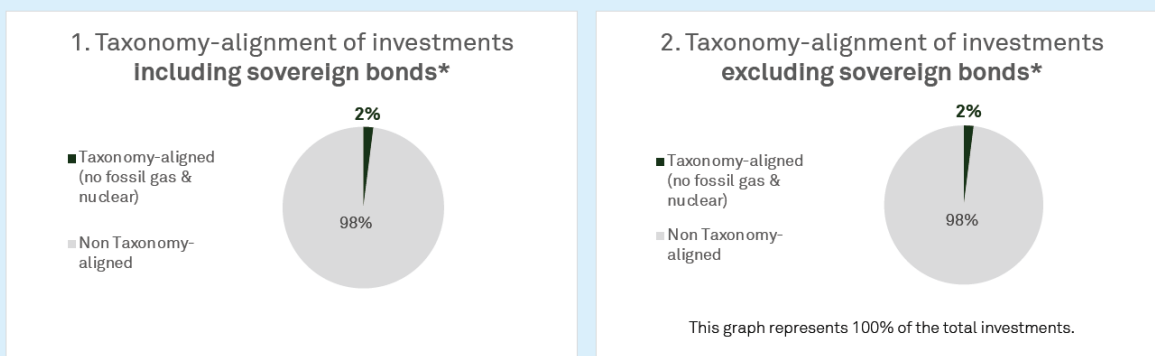 1. Taxonomy-alignment of investments
including sovereign bonds*
2%
Taxonomy-aligned
(no fossil gas &
nuclear)
98%
Non Taxonomy-
aligned
2. Taxonomy-alignment of investments
excluding sovereign bonds*
2%
Taxonomy-aligned
(no fossil gas &
nuclear)
98%
Non Taxonomy-
aligned
This graph represents 100% of the total investments.